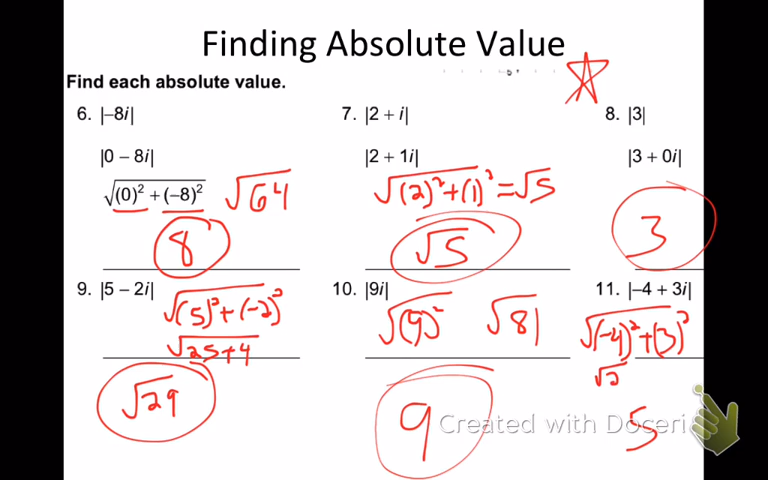 Finding Absolute Value
Find each absolute value.
6. |–8i| 7. |2 + i| 8. |3|
|0 – 8i| |2 + 1i| |3 + 0i|
√(0)² + (–8)² √64 √(2)² + (1)² = √5
8 √5 3
9. |5 – 2i| 10. |9i| 11. |–4 + 3i|
√(5)² + (–2)² √(9)² √81 √(–4)² + (3)²
√25 + 4 √2
√29 9 5
Created with Doceri